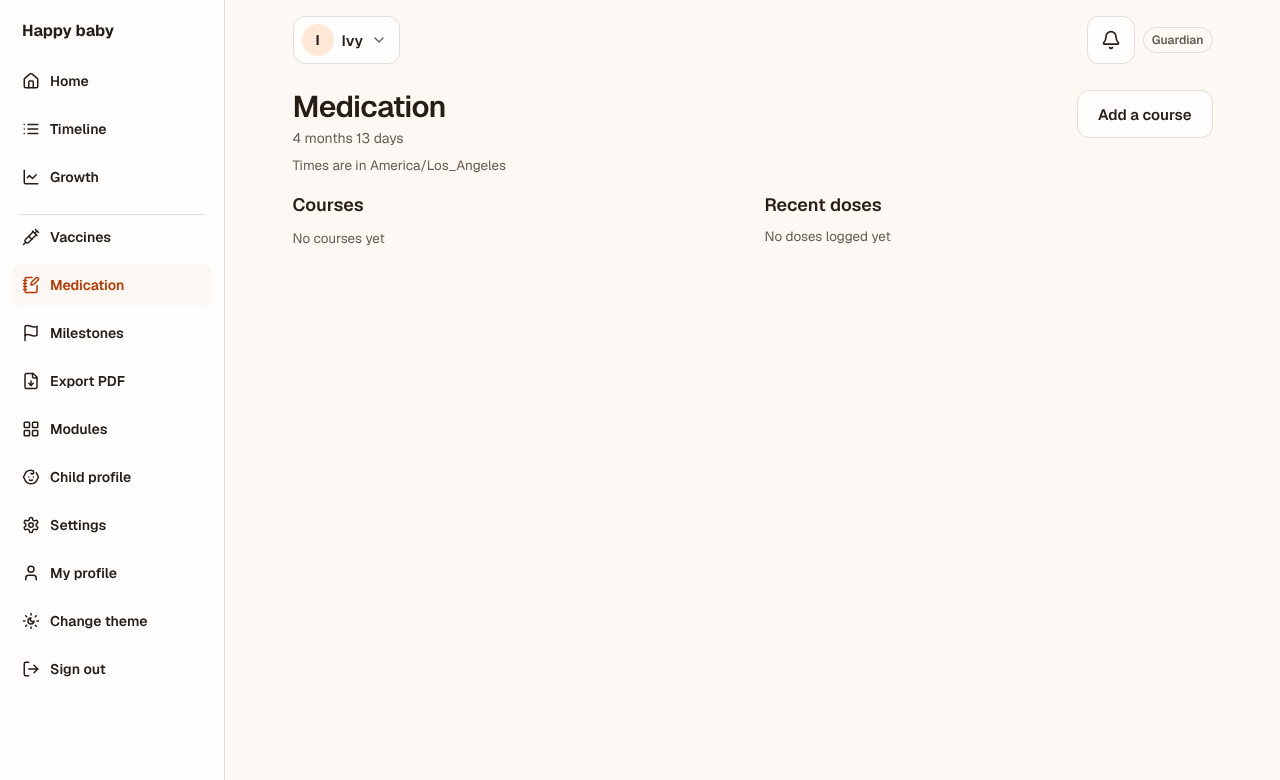 Happy baby
Home
Timeline
Growth
Vaccines
Medication
Milestones
Export PDF
Modules
Child profile
Settings
My profile
Change theme
Sign out
I Ivy
Guardian
Medication
Add a course
4 months 13 days
Times are in America/Los_Angeles
Courses
No courses yet
Recent doses
No doses logged yet